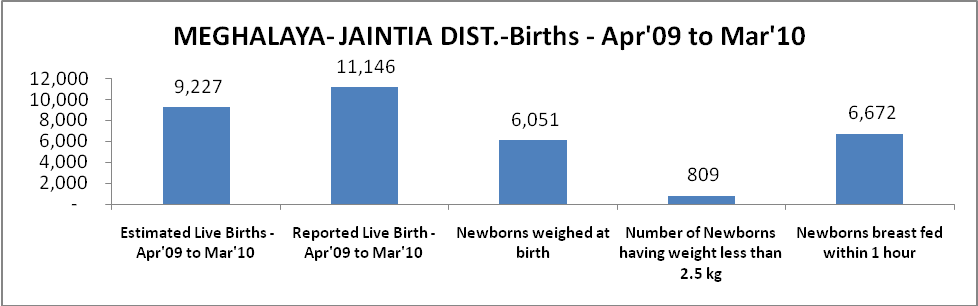 MEGHALAYA- JAINTIA DIST.-Births - Apr'09 to Mar'10
12,000
10,000
8,000
6,000
4,000
2,000
-
9,227
11,146
6,051
809
6,672
Estimated Live Births -
Apr'09 to Mar'10
Reported Live Birth -
Apr'09 to Mar'10
Newborns weighed at
birth
Number of Newborns
having weight less than
2.5 kg
Newborns breast fed
within 1 hour